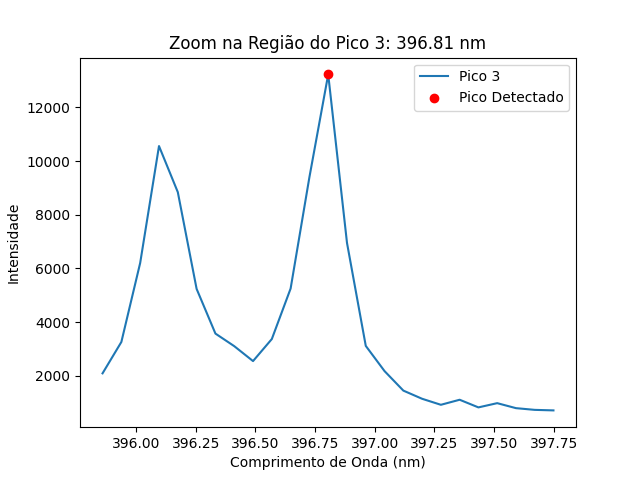 Zoom na Região do Pico 3: 396.81 nm
Pico 3
Pico Detectado
Intensidade
12000
10000
8000
6000
4000
2000
396.00 396.25 396.50 396.75 397.00 397.25 397.50 397.75
Comprimento de Onda (nm)